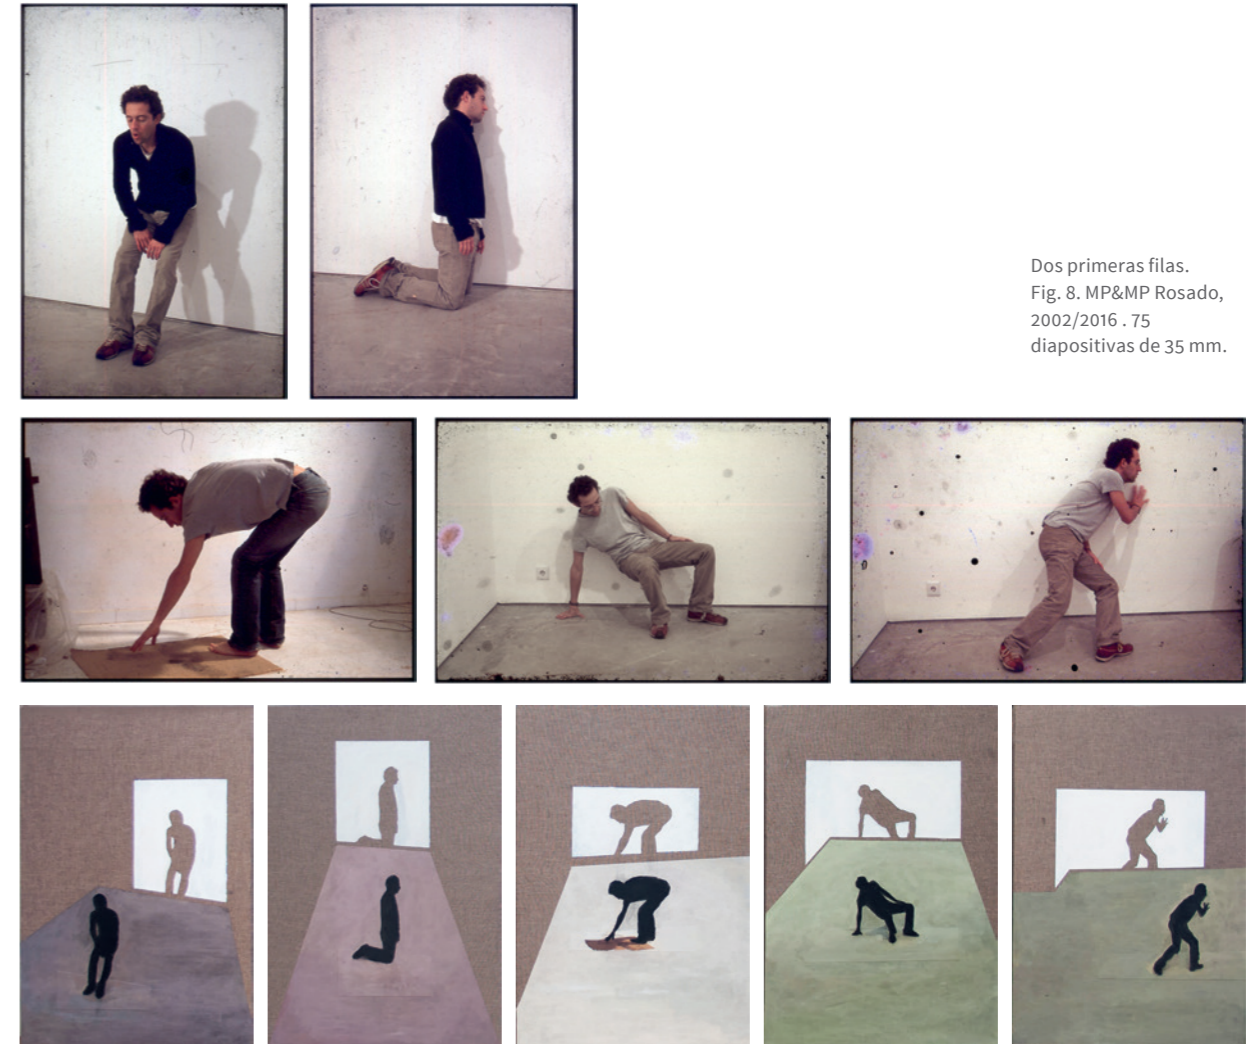 Dos primeras filas.
Fig. 8. MP&MP Rosado,
2002/2016 . 75
diapositivas de 35 mm.